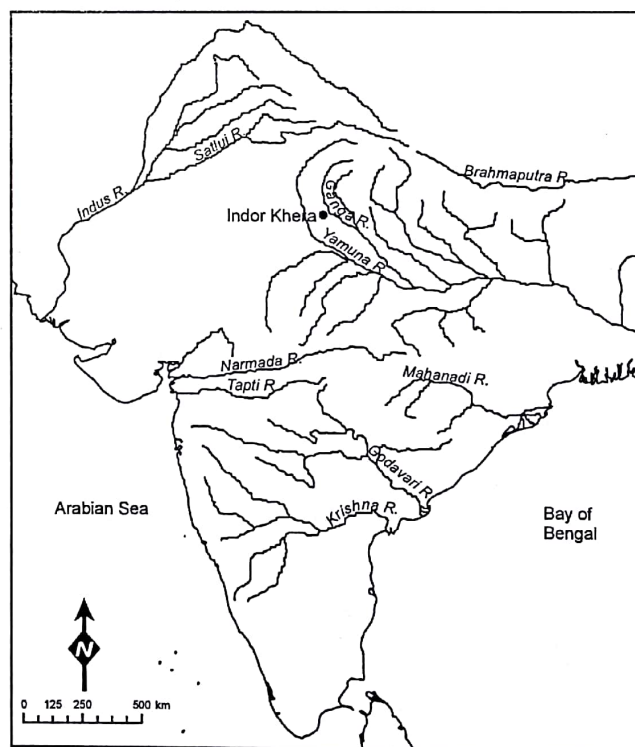 Satluj R.
Brahmaputra R.
Indus R.
Ganga R.
Indor Khera
Yamuna R.
Narmada R.
Mahanadi R.
Tapti R
Godavari R.
Arabian Sea
Krishna R.
Bay of
Bengal
N
0 125 250 500 km